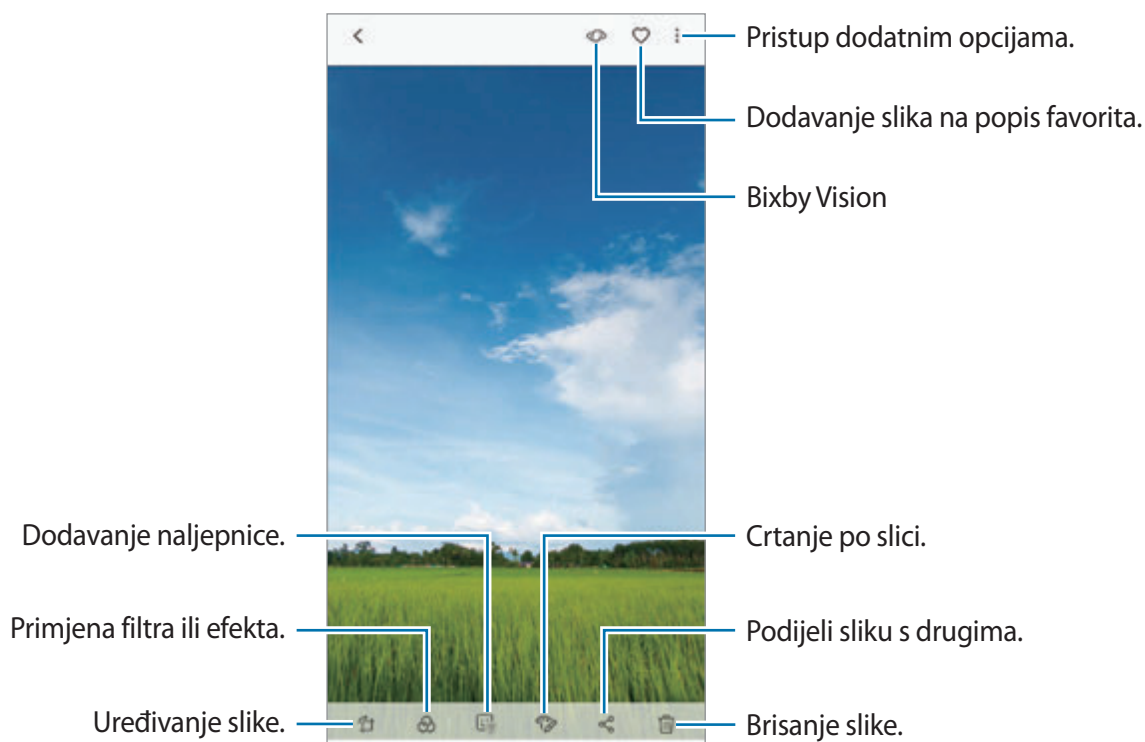 Pristup dodatnim opcijama.
Dodavanje slika na popis favorita.
Bixby Vision
Dodavanje naljepnice.
Crtanje po slici.
Primjena filtra ili efekta.
Podijeli sliku s drugima.
Uređivanje slike.
Brisanje slike.